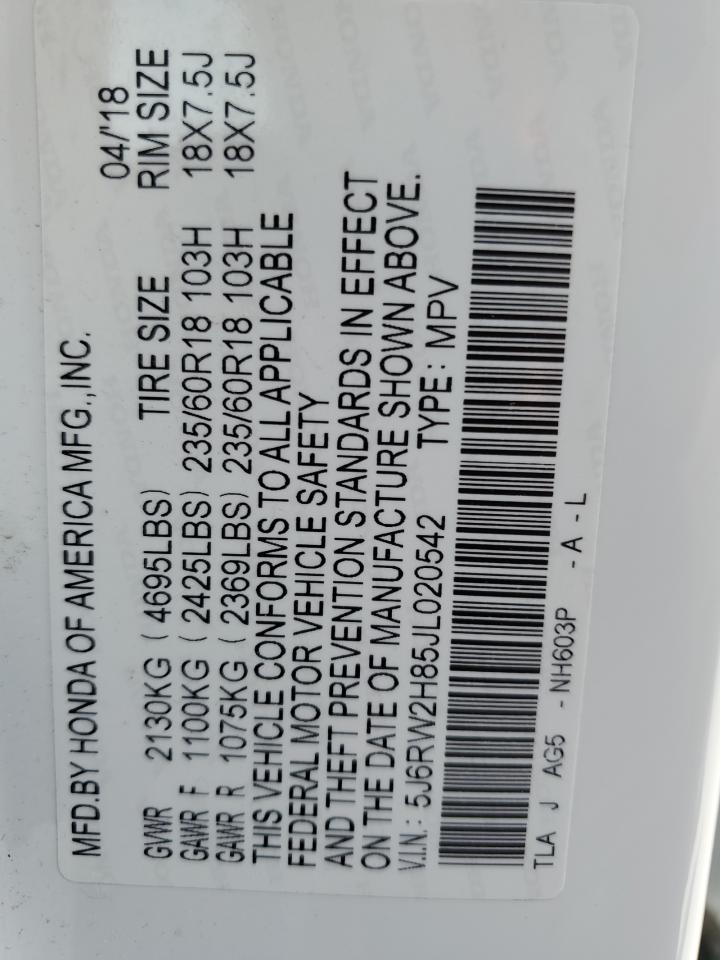 MFD.BY HONDA OF AMERICA MFG.,INC. 04/'18
GVWR 2130KG ( 4695LBS) TIRE SIZE RIM SIZE
GAWR F 1100KG ( 2425LBS) 235/60R18 103H 18X7.5J
GAWR R 1075KG ( 2369LBS) 235/60R18 103H 18X7.5J
THIS VEHICLE CONFORMS TO ALL APPLICABLE
FEDERAL MOTOR VEHICLE SAFETY
AND THEFT PREVENTION STANDARDS IN EFFECT
ON THE DATE OF MANUFACTURE SHOWN ABOVE.
V.I.N.: 5J6RW2H85JL020542 TYPE: MPV
TLA J AG5 -NH603P -A-L